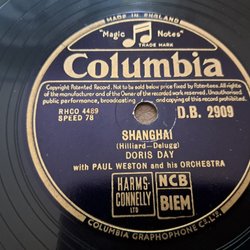 MADE IN ENGLAND
"Magic Notes"
TRADE MARK
Columbia
Copyright Patented Record. Not to be sold below price fixed by Patentees. All rights
of the manufacturer and of the Owner of the recorded work reserved, Unauthorised
public performance, broadcasting and copying of this record prohibited
RHCO 4489
SPEED 78
D.B. 2909
SHANGHAI
(Hilliard-Delugg)
DORIS DAY
with PAUL WESTON and his ORCHESTRA
HARMS-
CONNELLY
LTD
NCB
BIEM
COLUMBIA GRAPHOPHONE CO., LTD.